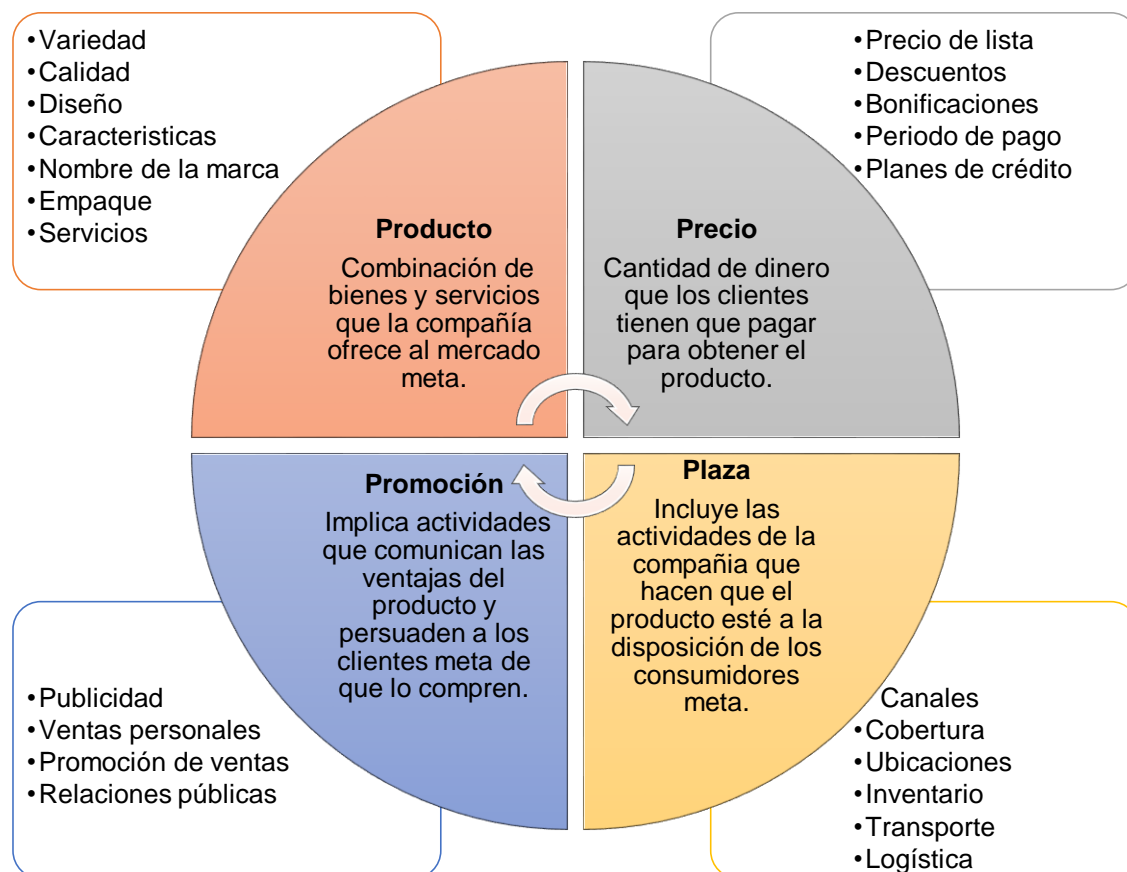 •Variedad
•Calidad
•Diseño
•Caracteristicas
•Nombre de la marca
•Empaque
•Servicios
Producto
Combinación de
bienes y servicios
que la compañía
ofrece al mercado
meta.
•Precio de lista
•Descuentos
•Bonificaciones
•Periodo de pago
•Planes de crédito
Precio
Cantidad de dinero
que los clientes
tienen que pagar
para obtener el
producto.
Promoción
Implica actividades
que comunican las
ventajas del
producto y
persuaden a los
clientes meta de
que lo compren.
•Publicidad
•Ventas personales
•Promoción de ventas
•Relaciones públicas
Plaza
Incluye las
actividades de la
compañia que
hacen que el
producto esté a la
disposición de los
consumidores
meta.
Canales
•Cobertura
•Ubicaciones
•Inventario
•Transporte
•Logística